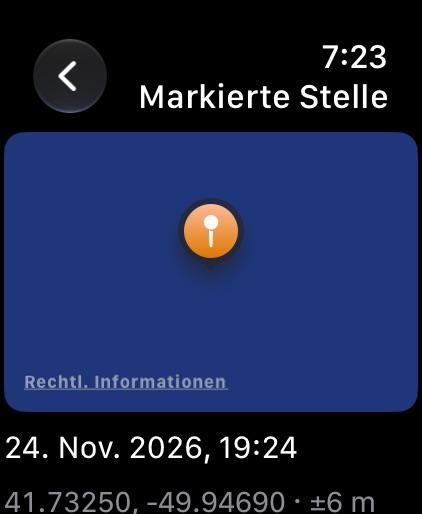 7:23
Markierte Stelle
Rechtl. Informationen
24. Nov. 2026, 19:24
41.73250, -49.94690 · ±6 m